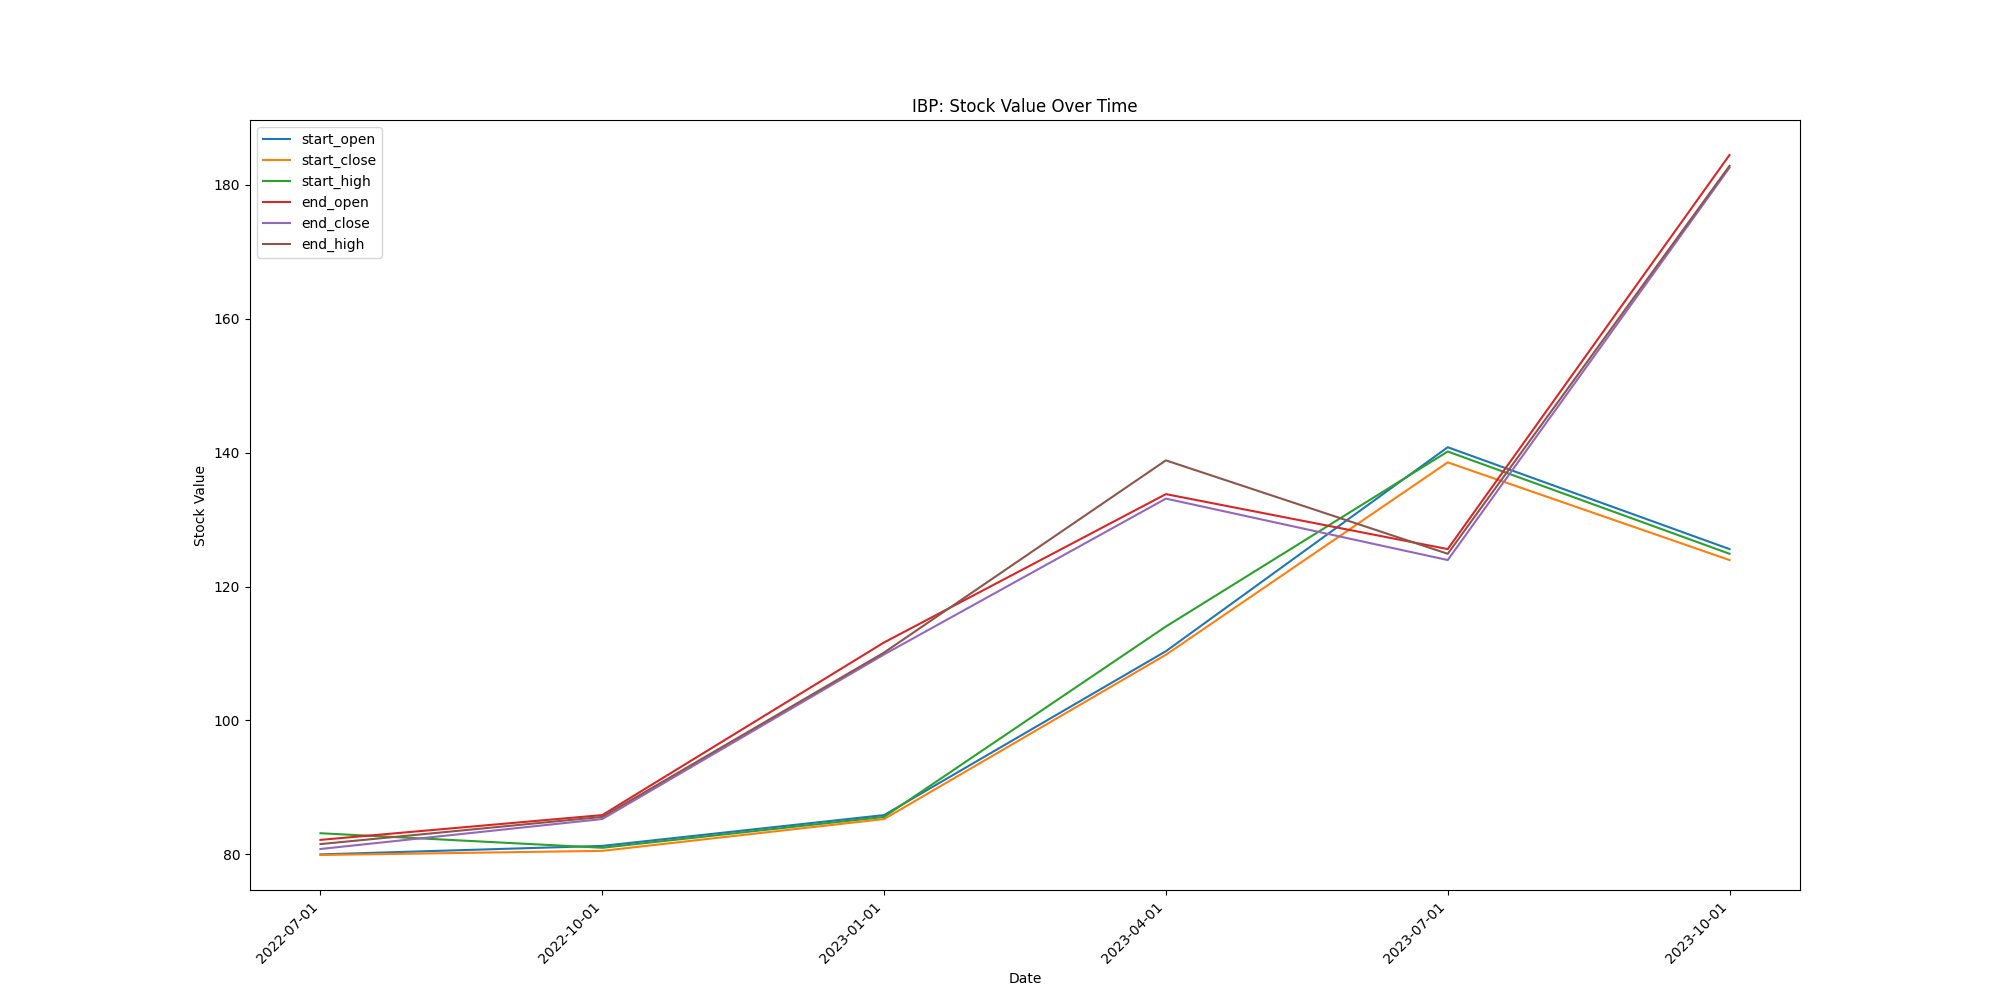 IBP: Stock Value Over Time
start_open
start_close
start_high
end_open
end_close
end_high
180
160
140
120
100
80
Stock Value
2022-07-01
2022-10-01
2023-01-01
2023-04-01
2023-07-01
2023-10-01
Date